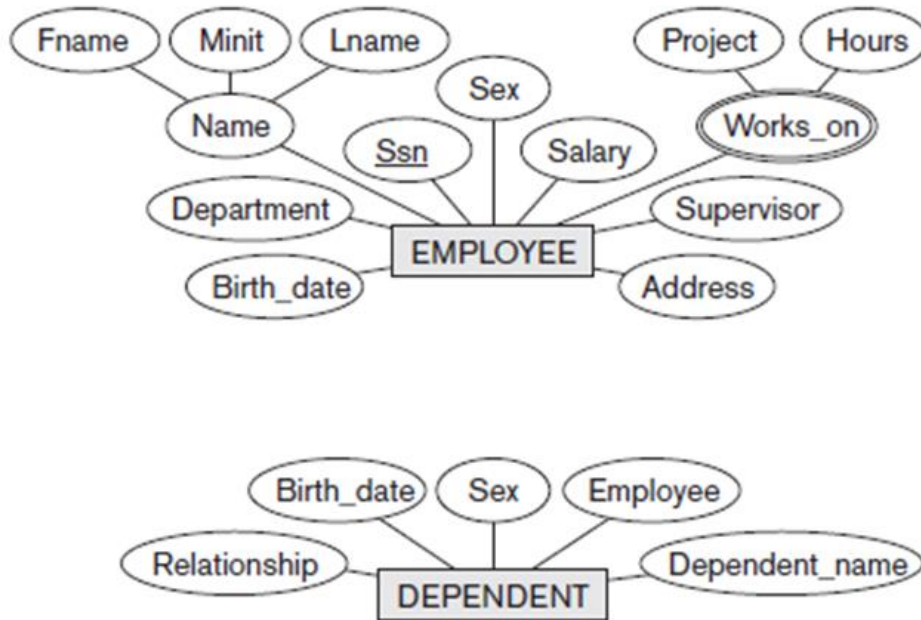 Fname Minit Lname Project Hours
Sex
Name Works_on
Ssn Salary
Department Supervisor
EMPLOYEE
Birth_date Address
Birth_date Sex Employee
Relationship Dependent_name
DEPENDENT